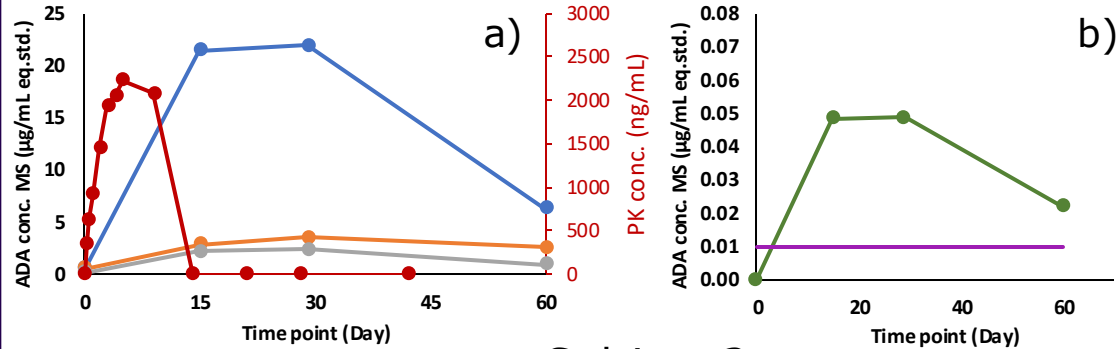 a)
ADA conc. MS (µg/mL eq.std.)
25
20
15
10
5
0
0 15 30 45 60
Time point (Day)
3000
2500
2000
1500
1000
500
0
PK conc. (ng/mL)
b)
ADA conc. MS (µg/mL eq.std.)
0.08
0.07
0.06
0.05
0.04
0.03
0.02
0.01
0.00
0 20 40 60
Time point (Day)